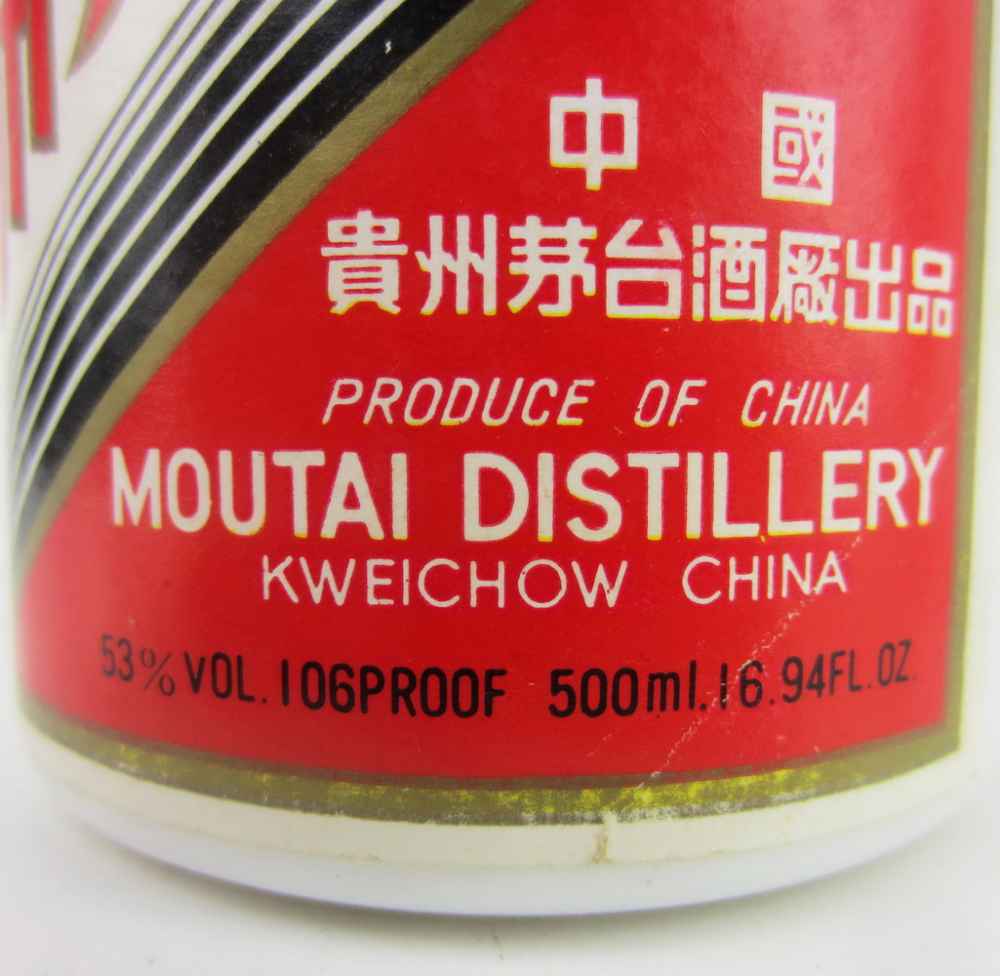 中國
貴州茅台酒廠出品
PRODUCE OF CHINA
MOUTAI DISTILLERY
KWEICHOW CHINA
53% VOL. 106PROOF 500ml. 16.94FL.OZ.